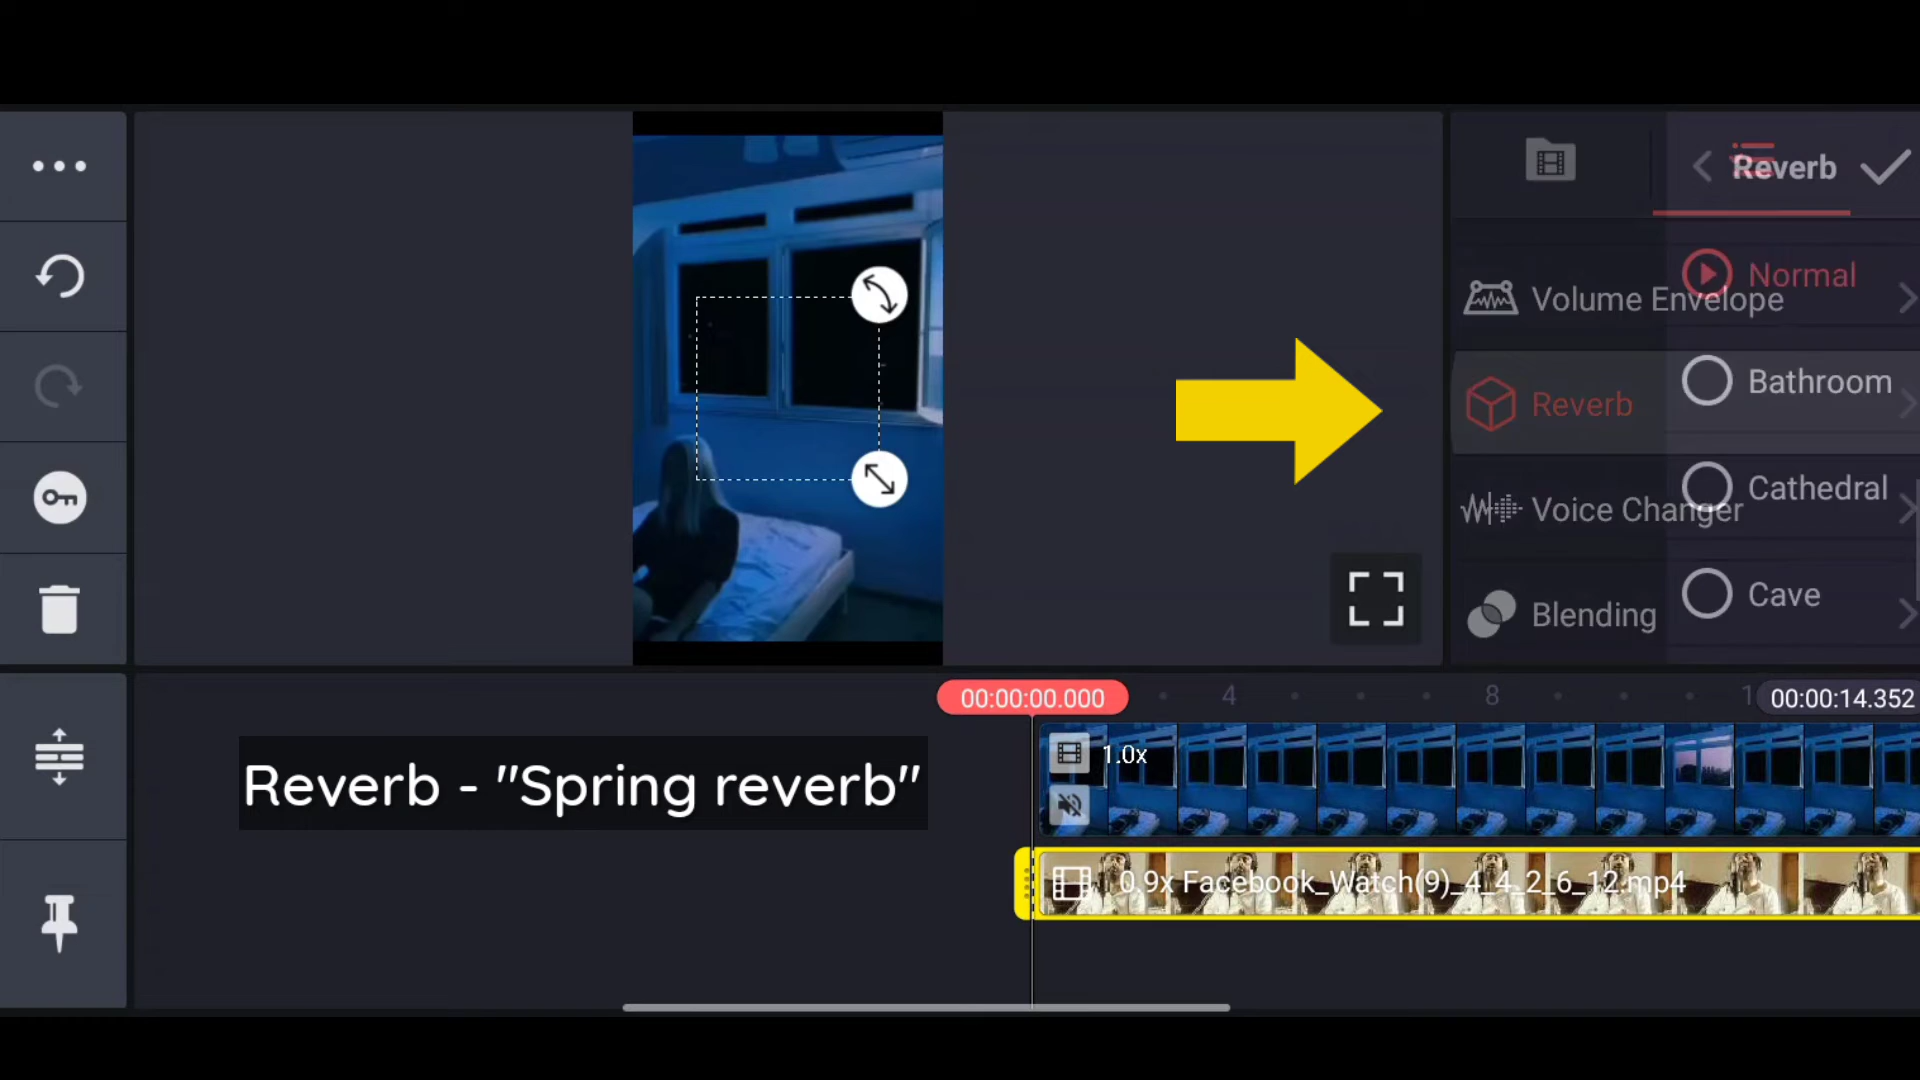 Reverb
Normal
Volume Envelope
Bathroom
Reverb
Cathedral
Voice Changer
Cave
Blending
00:00:00.000
4
8
1
00:00:14.352
1.0x
Reverb - "Spring reverb"
0.9x Facebook_Watch(9)_4_4_2_6_12.mp4